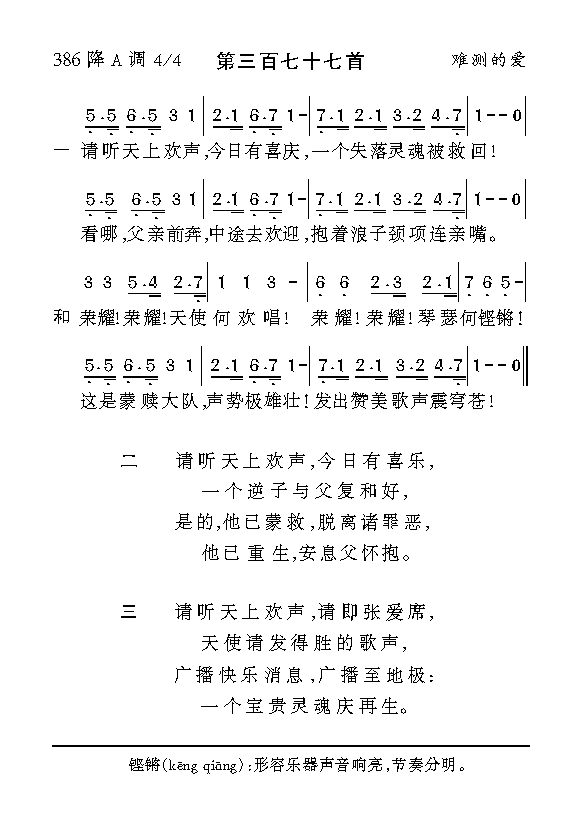 386 降 A 调 4/4 第三百七十七首 难测的爱
5·5 6·5 3 1 | 2·1 6·7 1- | 7·1 2·1 3·2 4·7 | 1--0
一 请听天上欢声,今日有喜庆,一个失落灵魂被救回!
5·5 6·5 3 1 | 2·1 6·7 1- | 7·1 2·1 3·2 4·7 | 1--0
看哪,父亲前奔,中途去欢迎,抱着浪子颈项连亲嘴。
3 3 5·4 2·7 | 1 1 3 - | 6 6 2·3 2·1 | 7 6 5-
和 荣耀!荣耀!天使何欢唱! 荣耀!荣耀!琴瑟何铿锵!
5·5 6·5 3 1 | 2·1 6·7 1- | 7·1 2·1 3·2 4·7 | 1--0
这是蒙赎大队,声势极雄壮!发出赞美歌声震穹苍!
二 请听天上欢声,今日有喜乐,
一个逆子与父复和好,
是的,他已蒙救,脱离诸罪恶,
他已重生,安息父怀抱。
三 请听天上欢声,请即张爱席,
天使请发得胜的歌声,
广播快乐消息,广播至地极:
一个宝贵灵魂庆再生。
铿锵(kēng qiāng):形容乐器声音响亮,节奏分明。